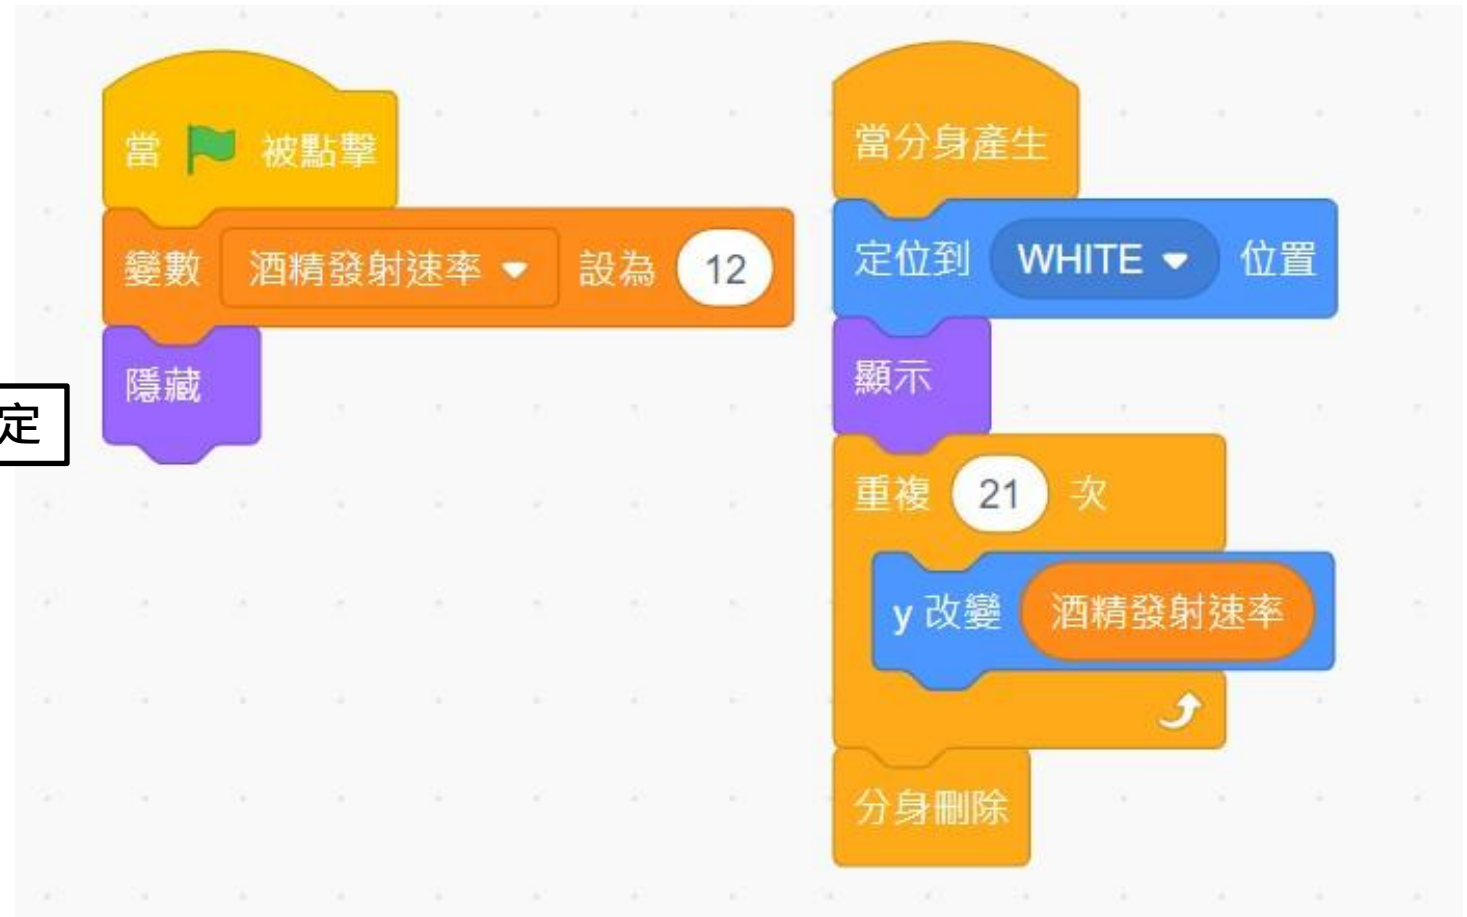 當 被點擊
變數 酒精發射速率 設為 12
隱藏
定
當分身產生
定位到 WHITE 位置
顯示
重複 21 次
y 改變 酒精發射速率
分身刪除